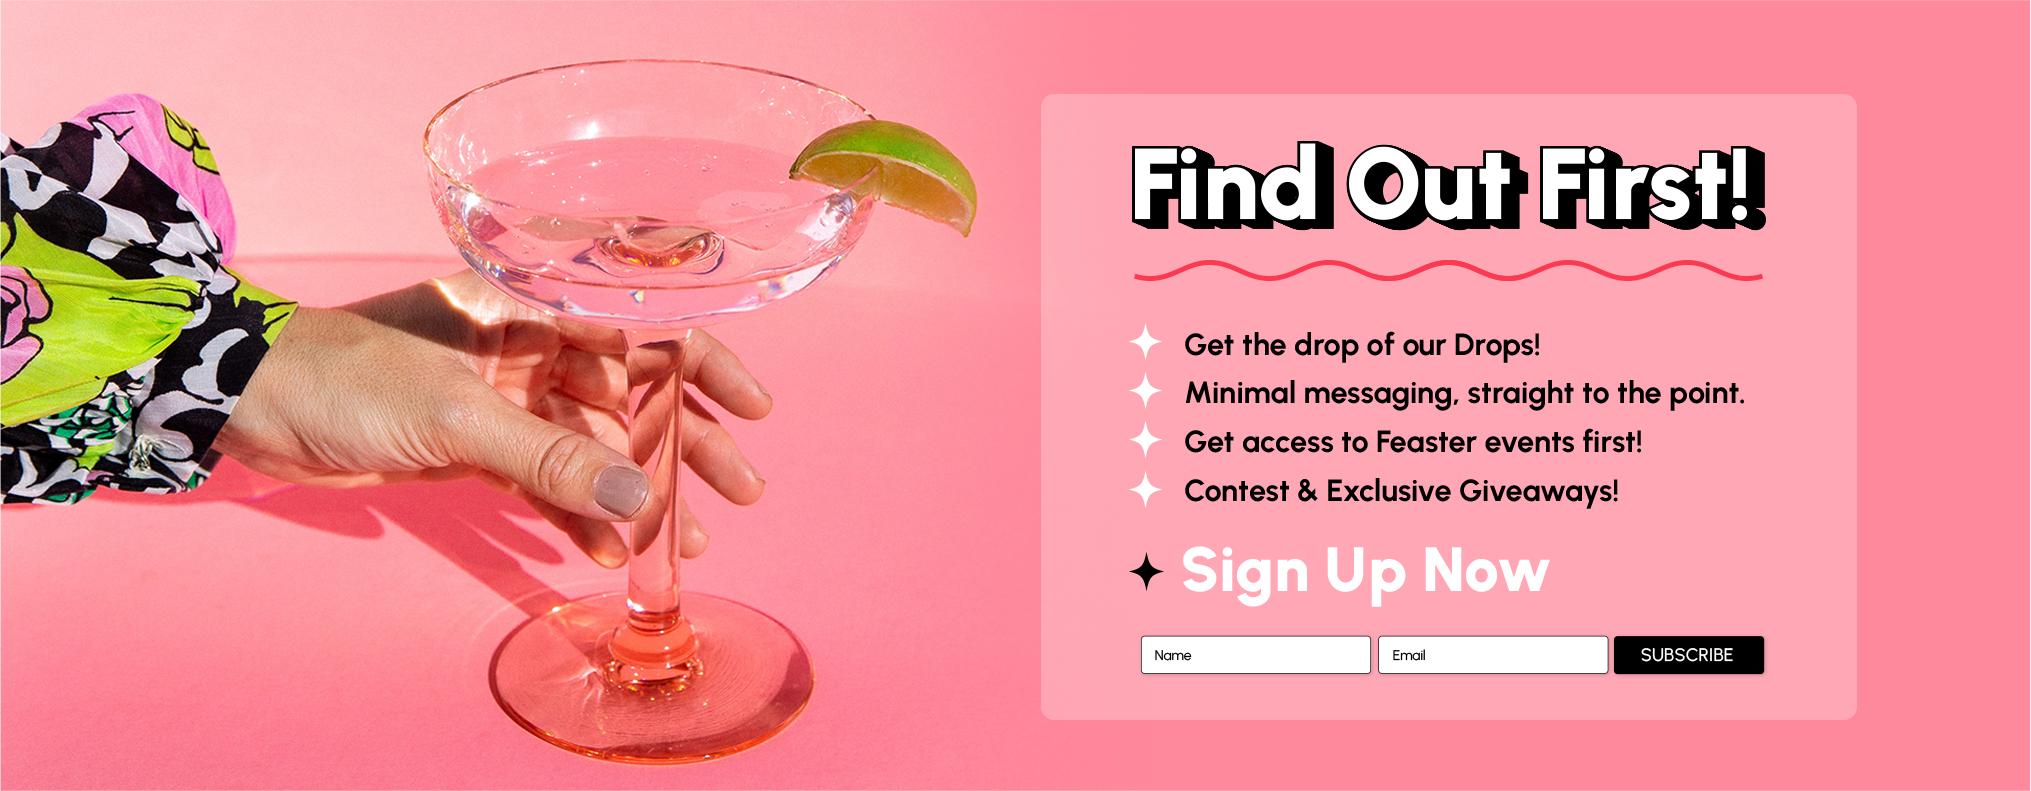 Find Out First!
Get the drop of our Drops!
Minimal messaging, straight to the point.
Get access to Feaster events first!
Contest & Exclusive Giveaways!
Sign Up Now
Name
Email
SUBSCRIBE